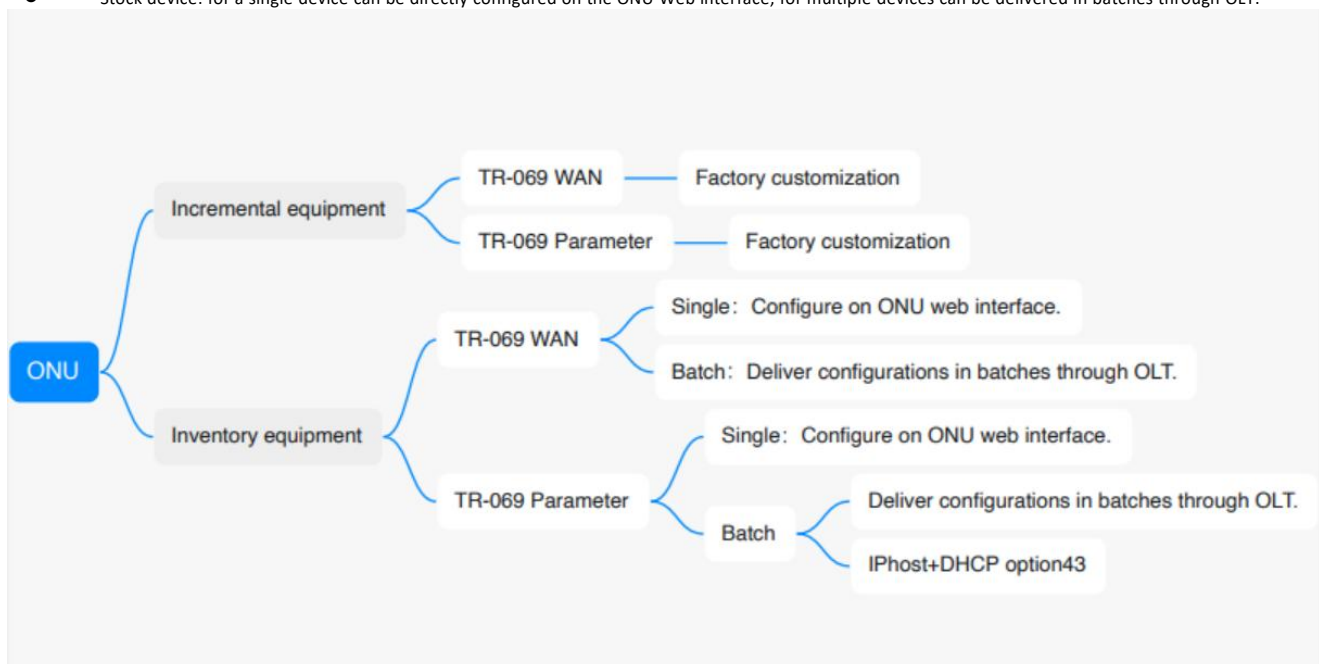 Stock device: for a single device can be directly configured on the ONU Web interface; for multiple devices can be delivered in batches through OLT.
TR-069 WAN
Factory customization
Incremental equipment
TR-069 Parameter
Factory customization
Single: Configure on ONU web interface.
TR-069 WAN
ONU
Batch: Deliver configurations in batches through OLT.
Single: Configure on ONU web interface.
Inventory equipment
TR-069 Parameter
Deliver configurations in batches through OLT.
Batch
IPhost+DHCP option43